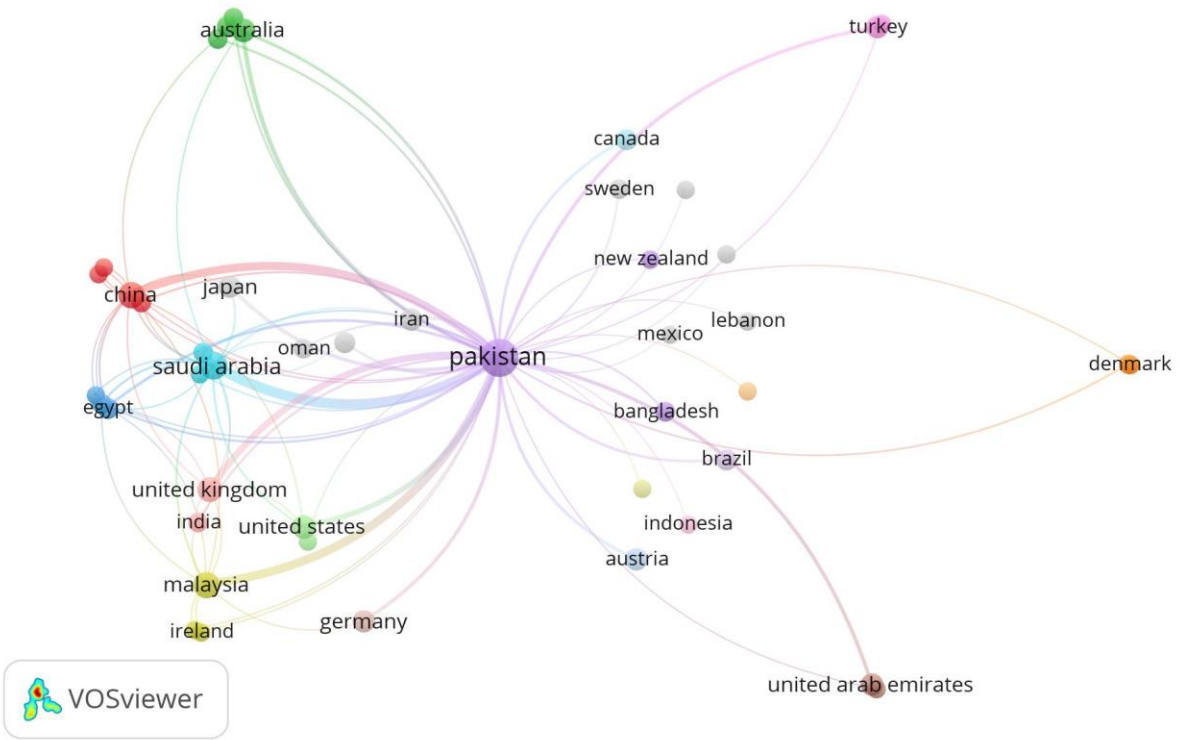 australia
turkey
canada
sweden
new zealand
china
japan
iran
lebanon
mexico
oman
pakistan
saudi arabia
denmark
egypt
bangladesh
brazil
united kingdom
india
united states
indonesia
austria
malaysia
germany
ireland
united arab emirates
VOSviewer